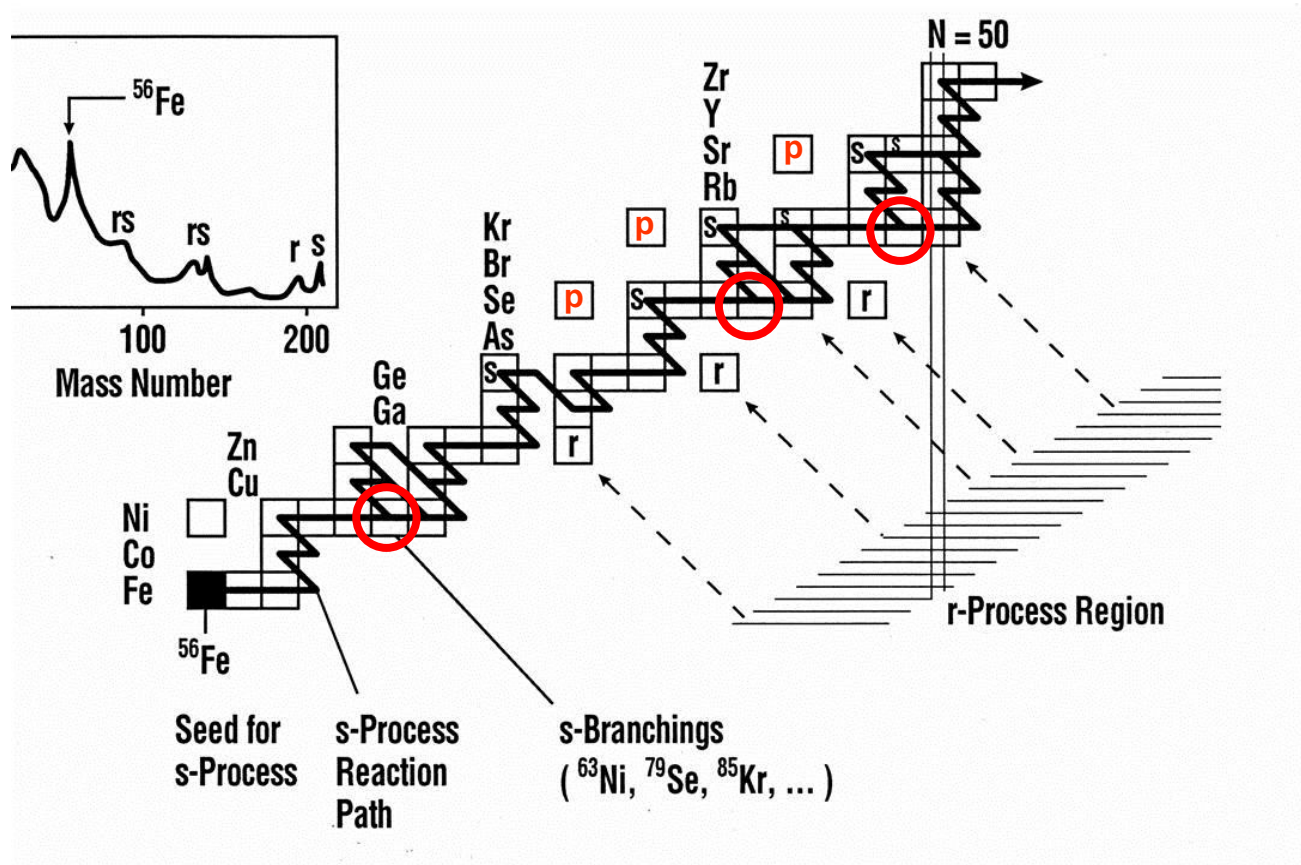 N = 50
⁵⁶Fe
rs
rs
r s
100 200
Mass Number
Zr
Y
Sr
Rb
Kr
Br
Se
As
Ge
Ga
Zn
Cu
Ni
Co
Fe
p
s
s
p
s
s
p
s
r
s
r
r
⁵⁶Fe
r-Process Region
Seed for
s-Process
s-Process
Reaction
Path
s-Branchings
( ⁶³Ni, ⁷⁹Se, ⁸⁵Kr, ... )